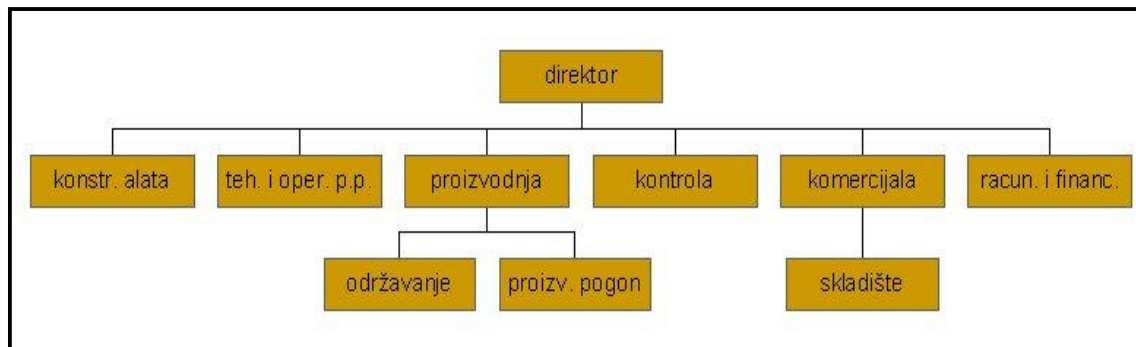 direktor
konstr. alata
teh. i oper. p.p.
proizvodnja
kontrola
komercijala
racun. i financ.
održavanje
proizv. pogon
skladište